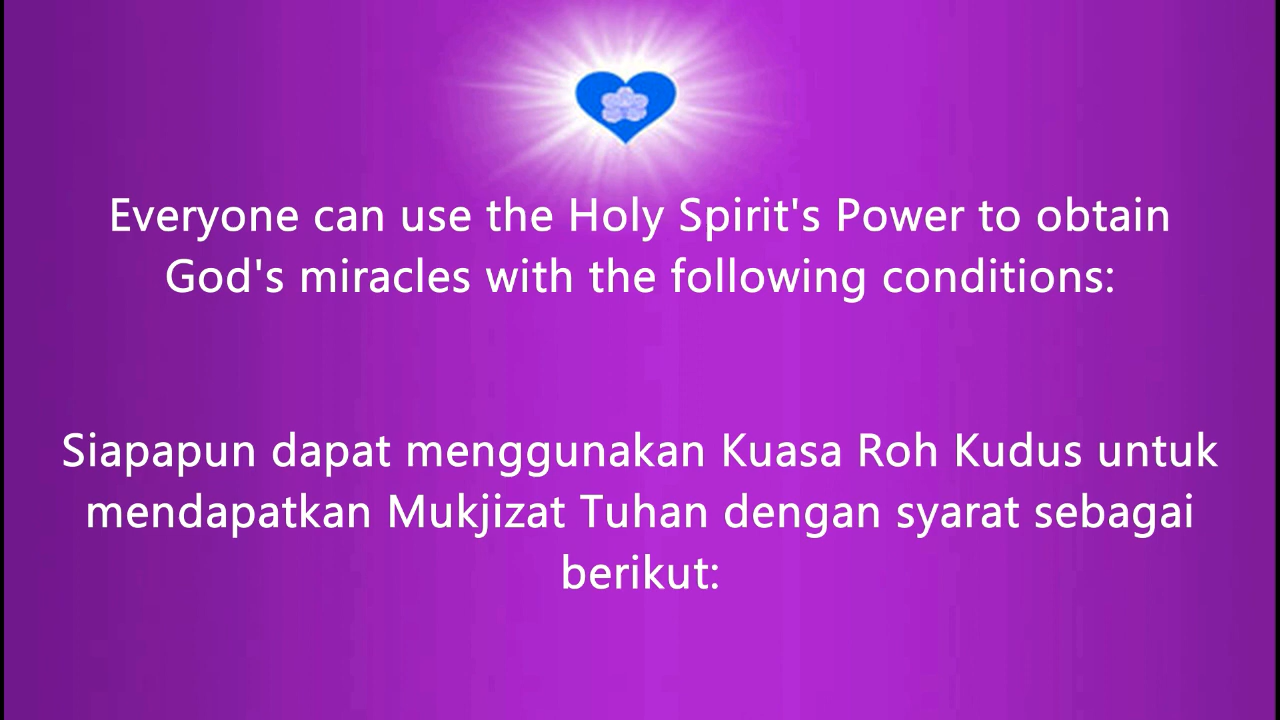 Everyone can use the Holy Spirit's Power to obtain
God's miracles with the following conditions:
Siapapun dapat menggunakan Kuasa Roh Kudus untuk
mendapatkan Mukjizat Tuhan dengan syarat sebagai
berikut: